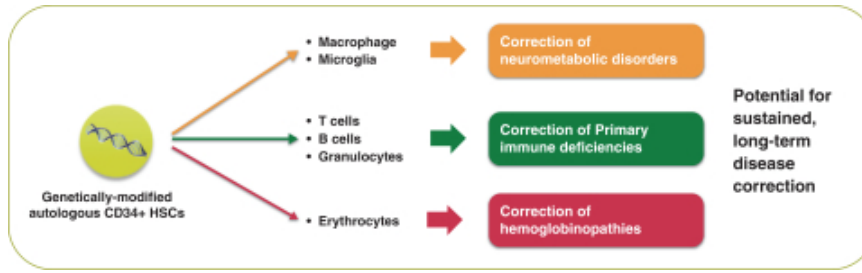 Genetically-modified
autologous CD34+ HSCs
• Macrophage
• Microglia
Correction of
neurometabolic disorders
• T cells
• B cells
• Granulocytes
Correction of Primary
immune deficiencies
• Erythrocytes
Correction of
hemoglobinopathies
Potential for
sustained,
long-term
disease
correction